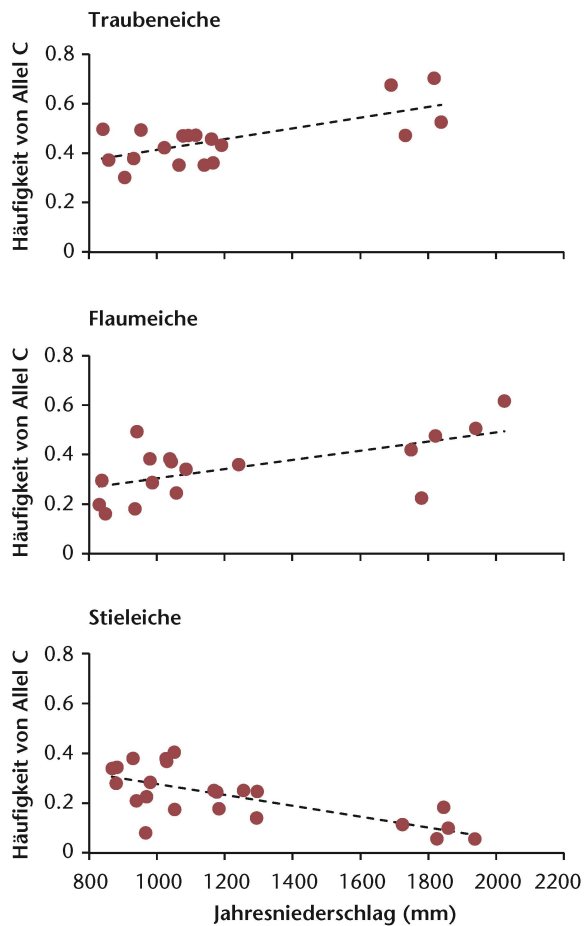 Traubeneiche
Häufigkeit von Allel C
0.8
0.6
0.4
0.2
0
Flaumeiche
Häufigkeit von Allel C
0.8
0.6
0.4
0.2
0
Stieleiche
Häufigkeit von Allel C
0.8
0.6
0.4
0.2
0
800 1000 1200 1400 1600 1800 2000 2200
Jahresniederschlag (mm)